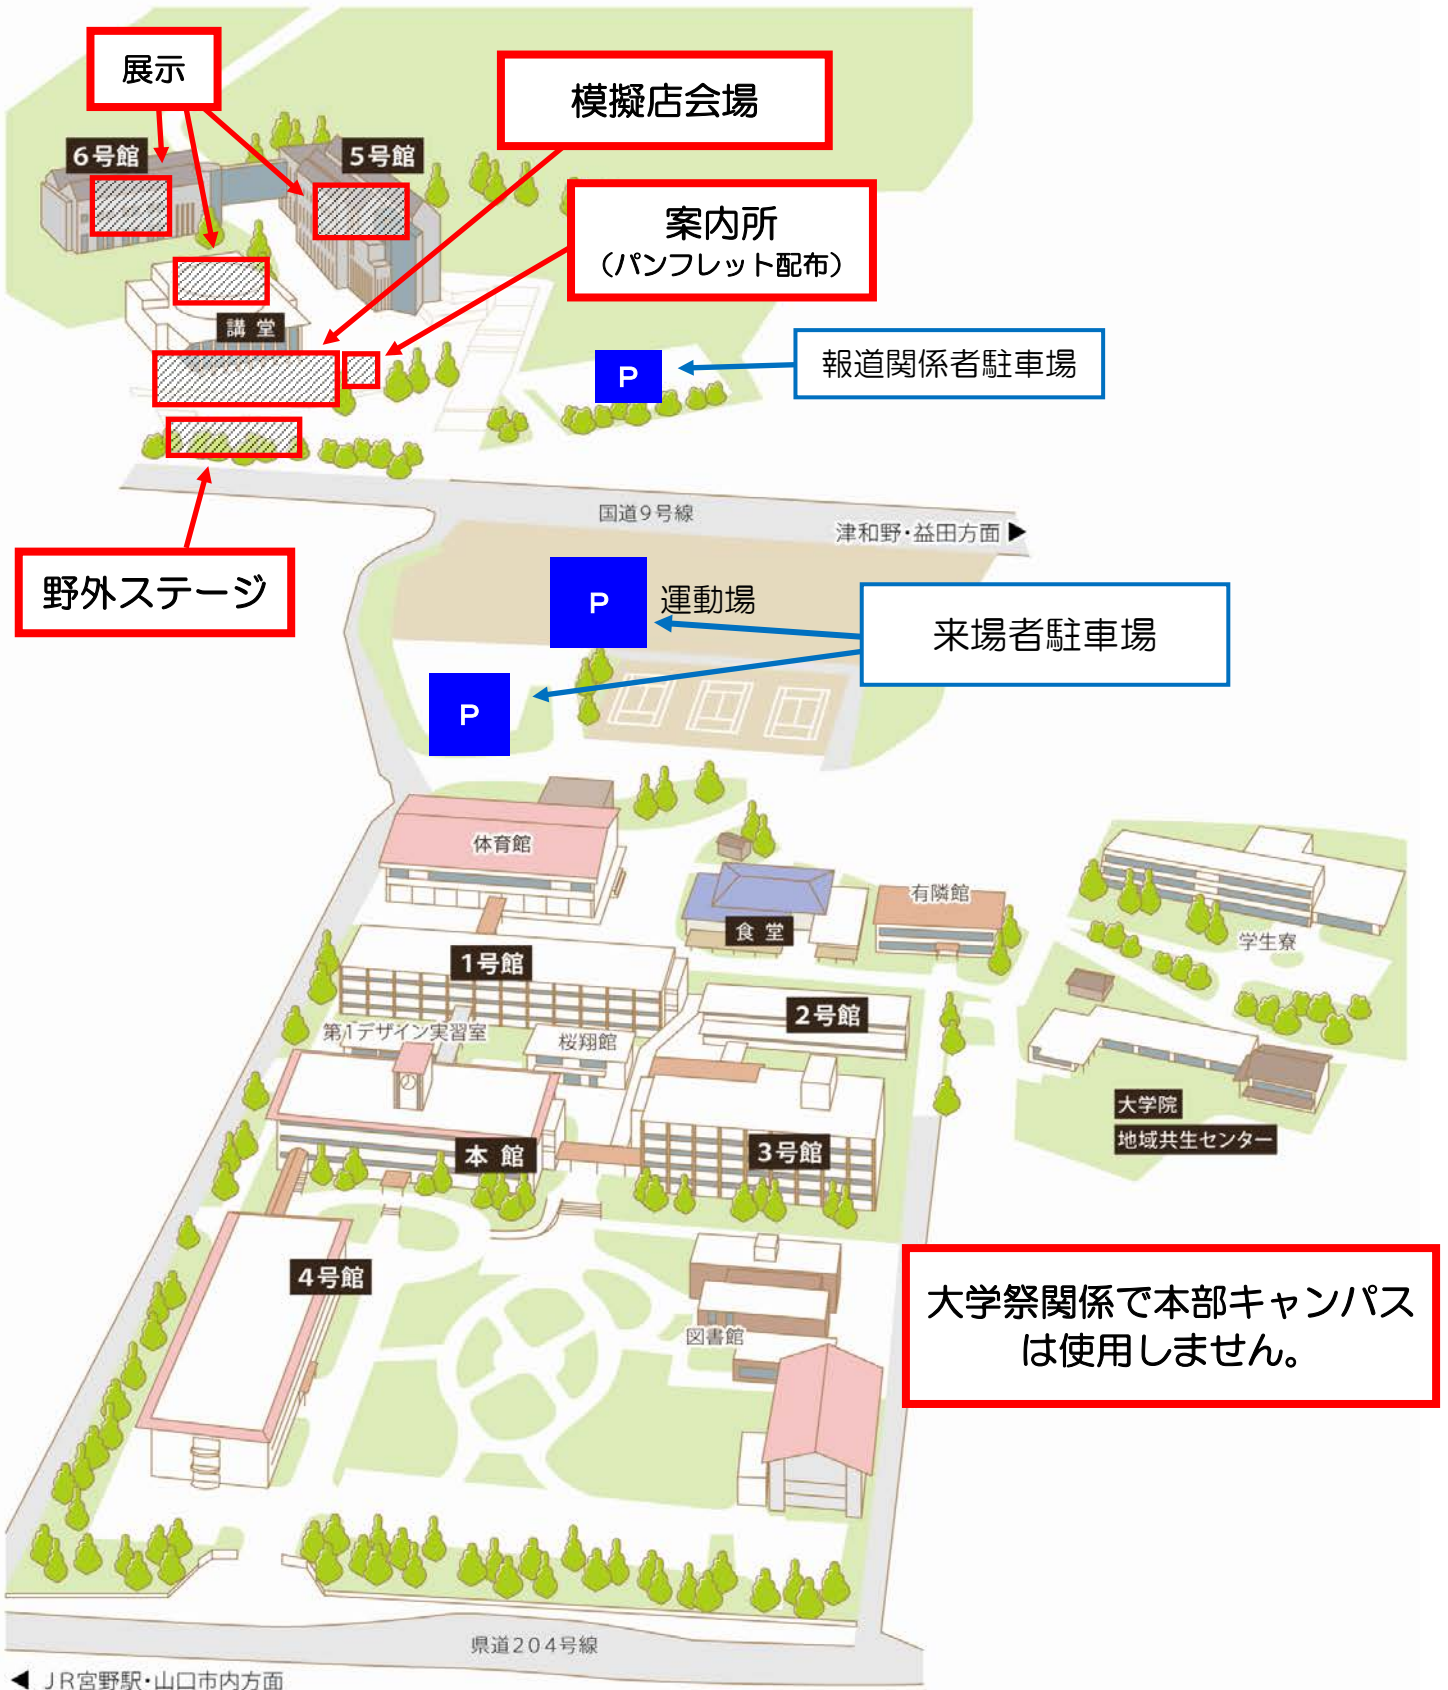 展示
模擬店会場
6号館
5号館
案内所
（パンフレット配布）
講堂
P
報道関係者駐車場
国道9号線
津和野・益田方面 ▶
野外ステージ
P
運動場
来場者駐車場
P
体育館
有隣館
食堂
学生寮
1号館
2号館
第1デザイン実習室
桜翔館
大学院
地域共生センター
本館
3号館
4号館
大学祭関係で本部キャンパス
は使用しません。
図書館
県道204号線
◀ JR宮野駅・山口市内方面